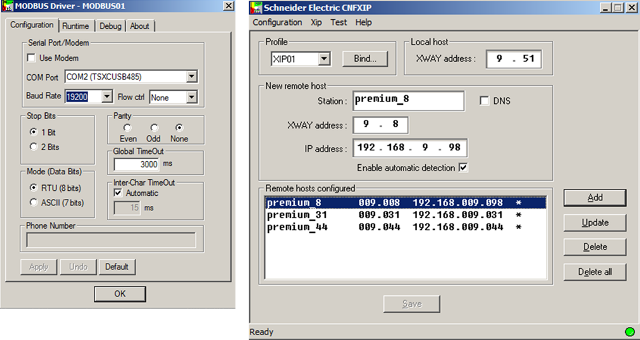 MODBUS Driver - MODBUS01
Configuration Runtime Debug About
Serial Port/Modem
Use Modem
COM Port COM2 (TSXCUSB485)
Baud Rate 19200 Flow ctrl None
Stop Bits
1 Bit
2 Bits
Parity
Even Odd None
Global TimeOut
3000 ms
Mode (Data Bits)
RTU (8 bits)
ASCII (7 bits)
Inter-Char TimeOut
Automatic
15 ms
Phone Number
Apply Undo Default
OK
Schneider Electric CNFXIP
Configuration Xip Test Help
Profile
XIP01 Bind...
Local host
XWAY address : 9 . 51
New remote host
Station : premium_8 DNS
XWAY address : 9 . 8
IP address : 192 . 168 . 9 . 98
Enable automatic detection
Remote hosts configured
premium_8 009.008 192.168.009.098 *
premium_31 009.031 192.168.009.031 *
premium_44 009.044 192.168.009.044 *
Add
Update
Delete
Delete all
Save
Ready